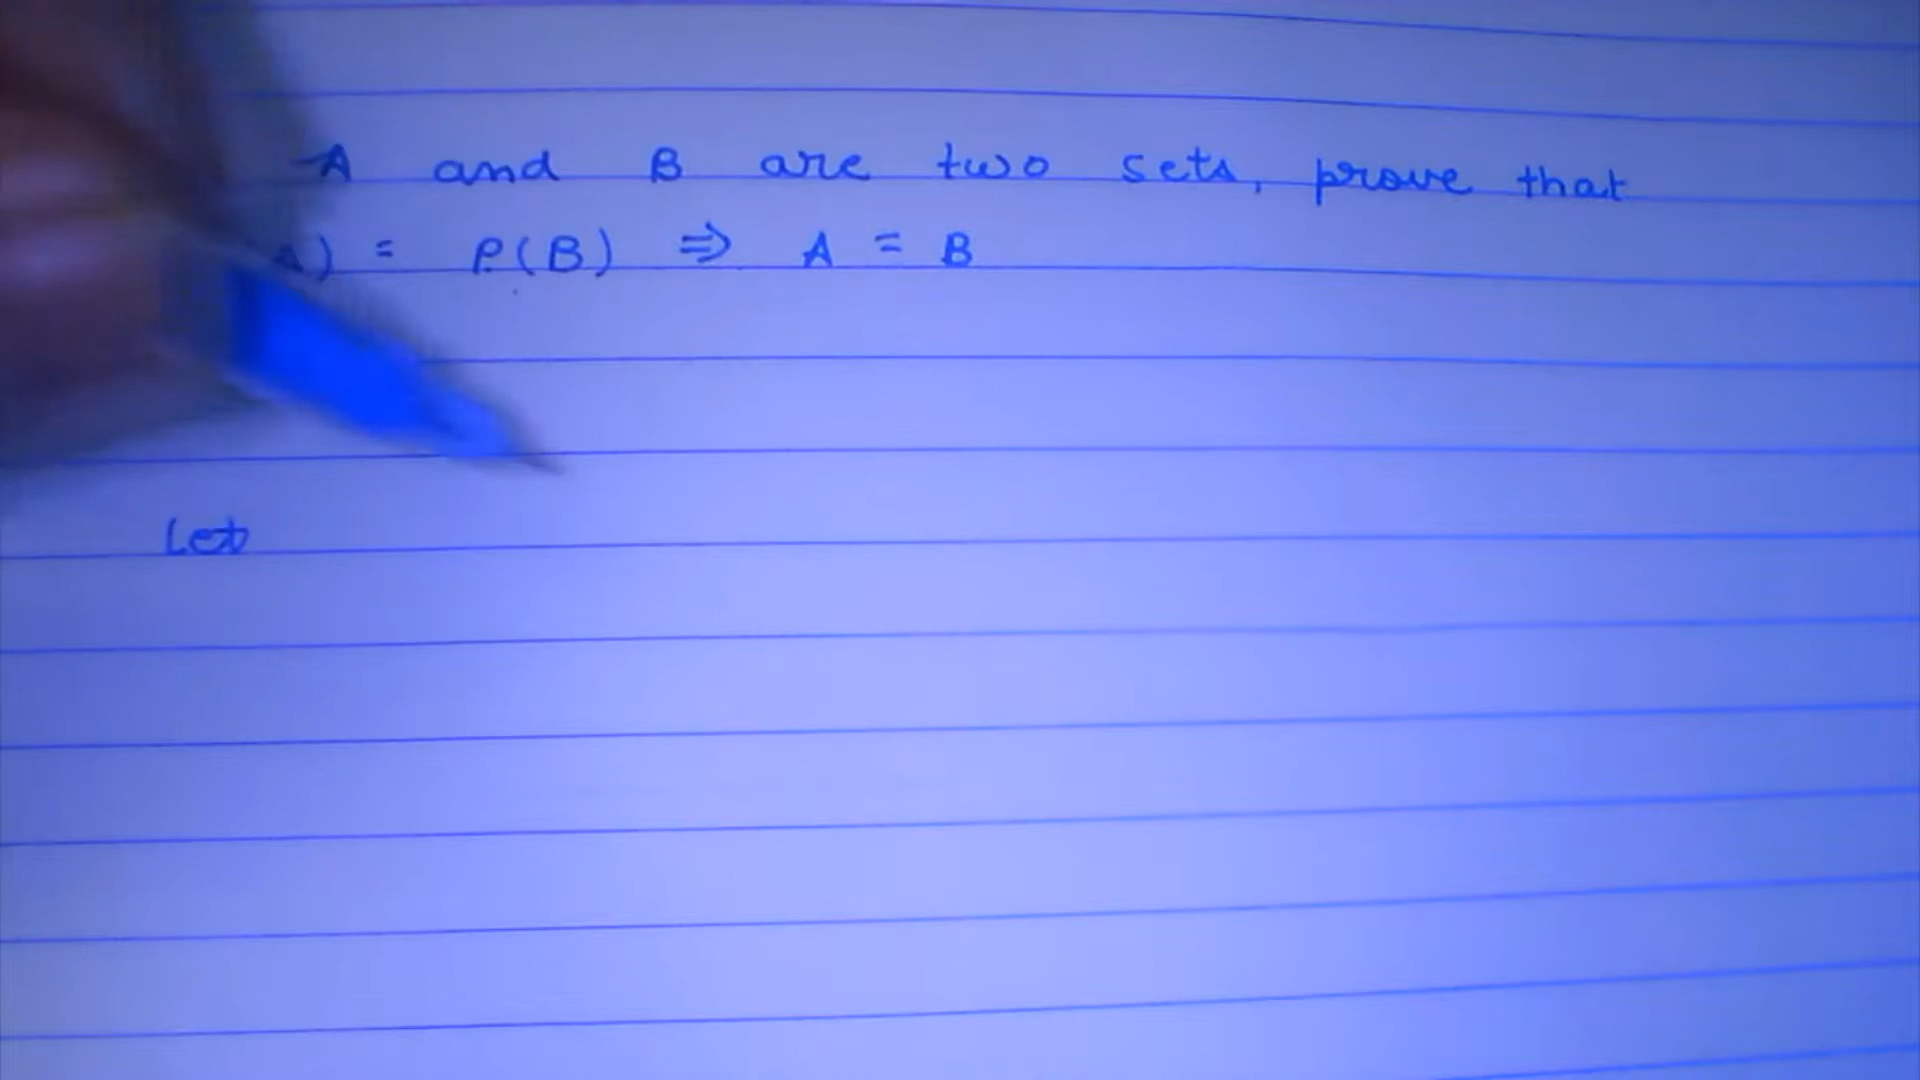 A and B are two sets, prove that
A) = P(B) ⇒ A = B
Let